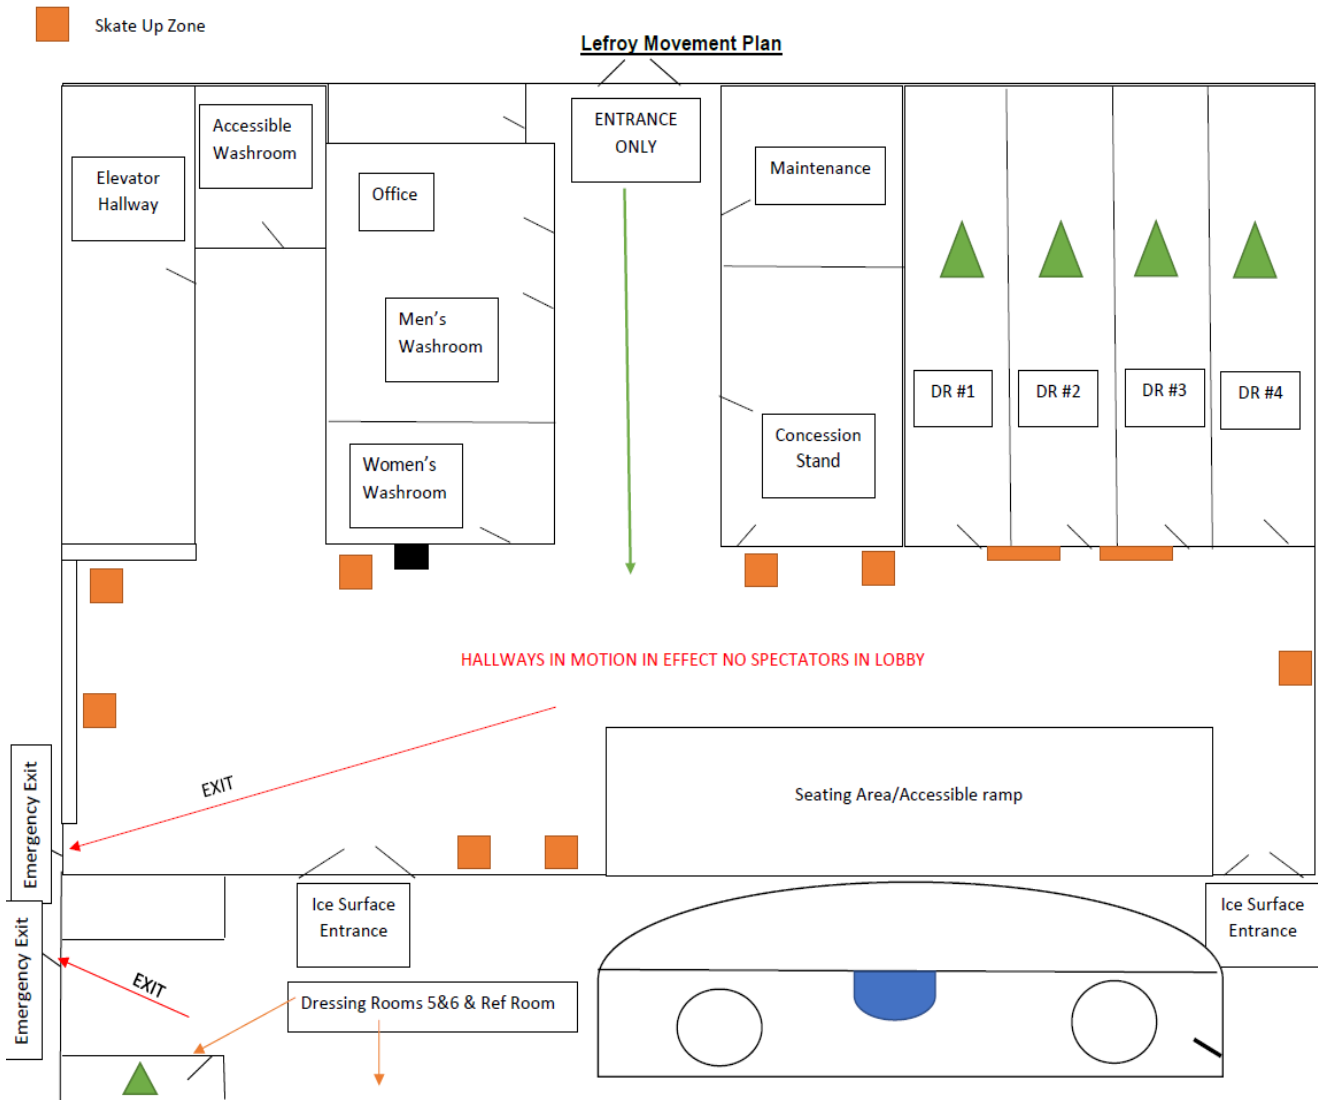 Skate Up Zone
Lefroy Movement Plan
Accessible
Washroom
ENTRANCE
ONLY
Elevator
Hallway
Office
Maintenance
Men's
Washroom
DR #1
DR #2
DR #3
DR #4
Concession
Stand
Women's
Washroom
HALLWAYS IN MOTION IN EFFECT NO SPECTATORS IN LOBBY
EXIT
Seating Area/Accessible ramp
Emergency Exit
Ice Surface
Entrance
Ice Surface
Entrance
Emergency Exit
EXIT
Dressing Rooms 5&6 & Ref Room